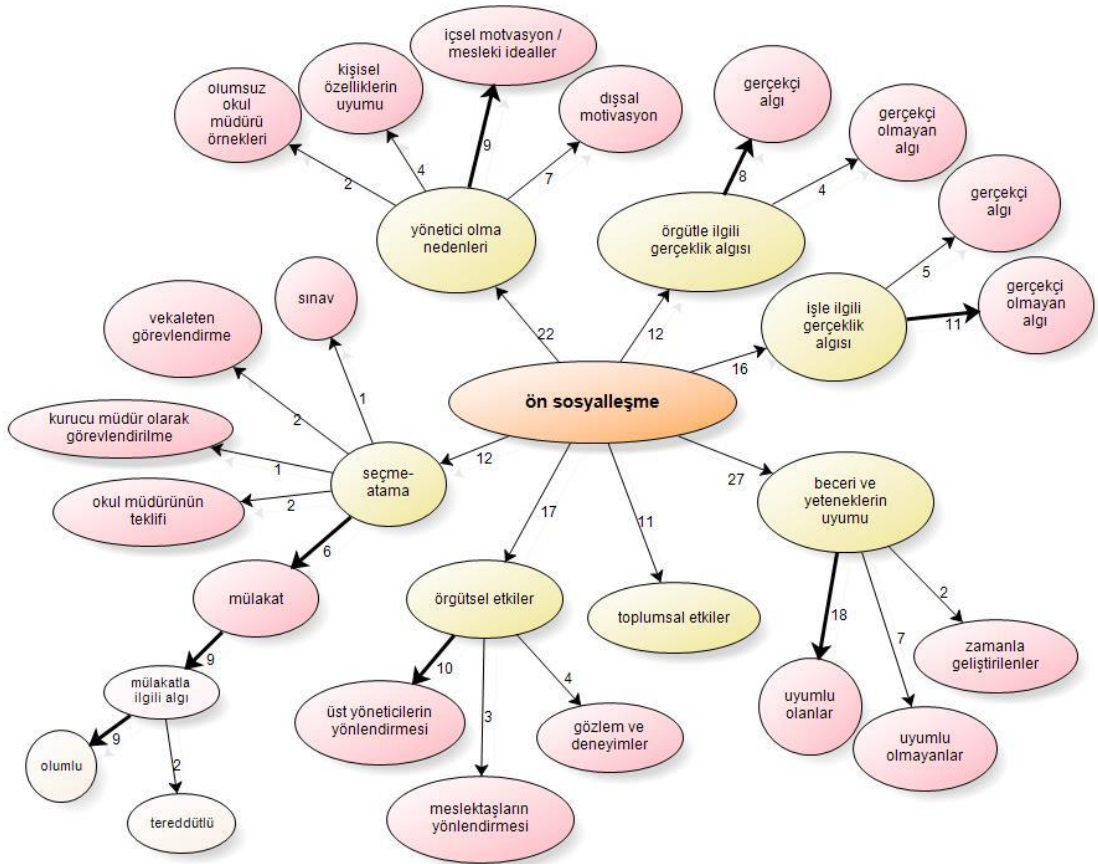 içsel motvasyon /
mesleki idealler
kişisel
özelliklerin
uyumu
olumsuz
okul
müdürü
örnekleri
dışsal
motivasyon
gerçekçi
algı
gerçekçi
olmayan
algı
gerçekçi
algı
gerçekçi
olmayan
algı
2
4
9
7
8
4
5
11
yönetici olma
nedenleri
örgütle ilgili
gerçeklik algısı
işle ilgili
gerçeklik
algısı
sınav
vekaleten
görevlendirme
22
12
16
ön sosyalleşme
1
2
kurucu müdür olarak
görevlendirilme
1
12
seçme-
atama
okul müdürünün
teklifi
2
6
17
11
27
beceri ve
yeteneklerin
uyumu
mülakat
örgütsel etkiler
toplumsal etkiler
9
mülakatla
ilgili algı
9
2
olumlu
tereddütlü
10
3
4
üst yöneticilerin
yönlendirmesi
gözlem ve
deneyimler
meslektaşların
yönlendirmesi
18
7
2
zamanla
geliştirilenler
uyumlu
olanlar
uyumlu
olmayanlar